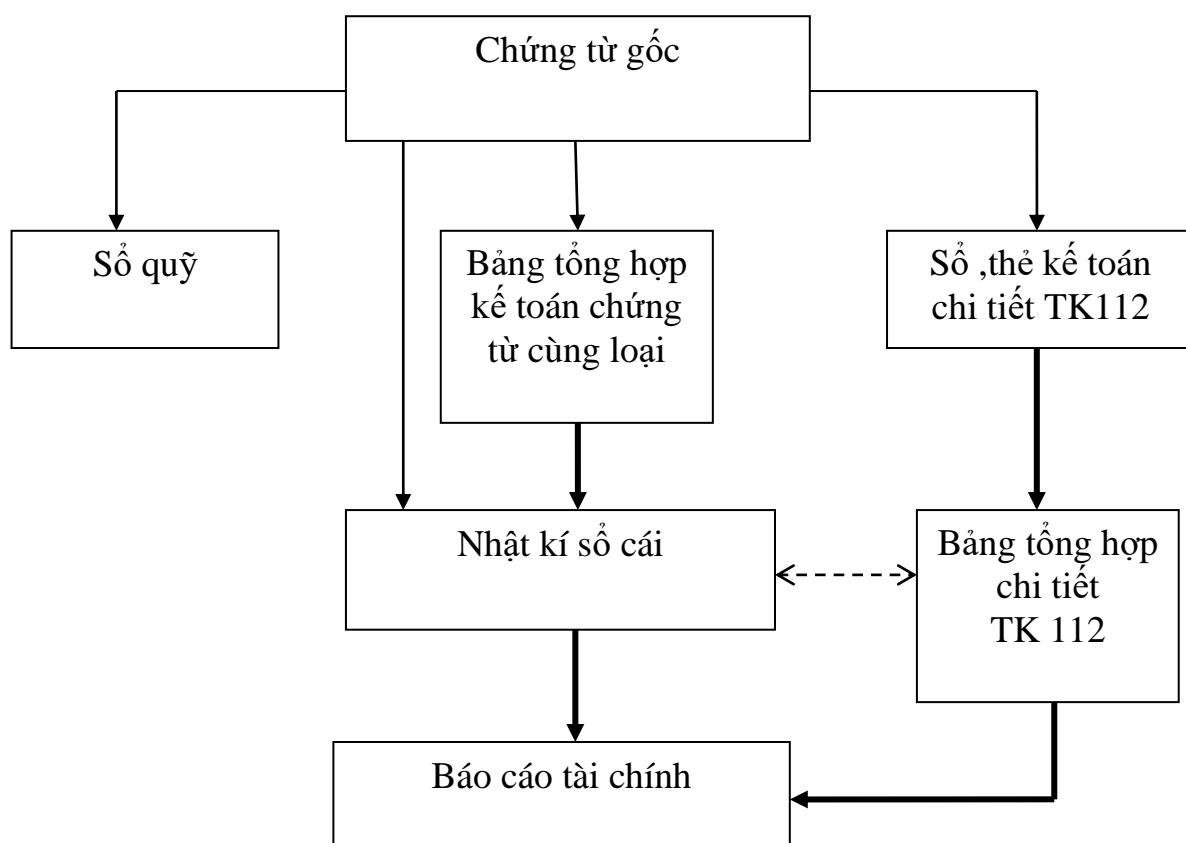 Chứng từ gốc
Sổ quỹ
Bảng tổng hợp
kế toán chứng
từ cùng loại
Sổ ,thẻ kế toán
chi tiết TK112
Nhật kí sổ cái
Bảng tổng hợp
chi tiết
TK 112
Báo cáo tài chính